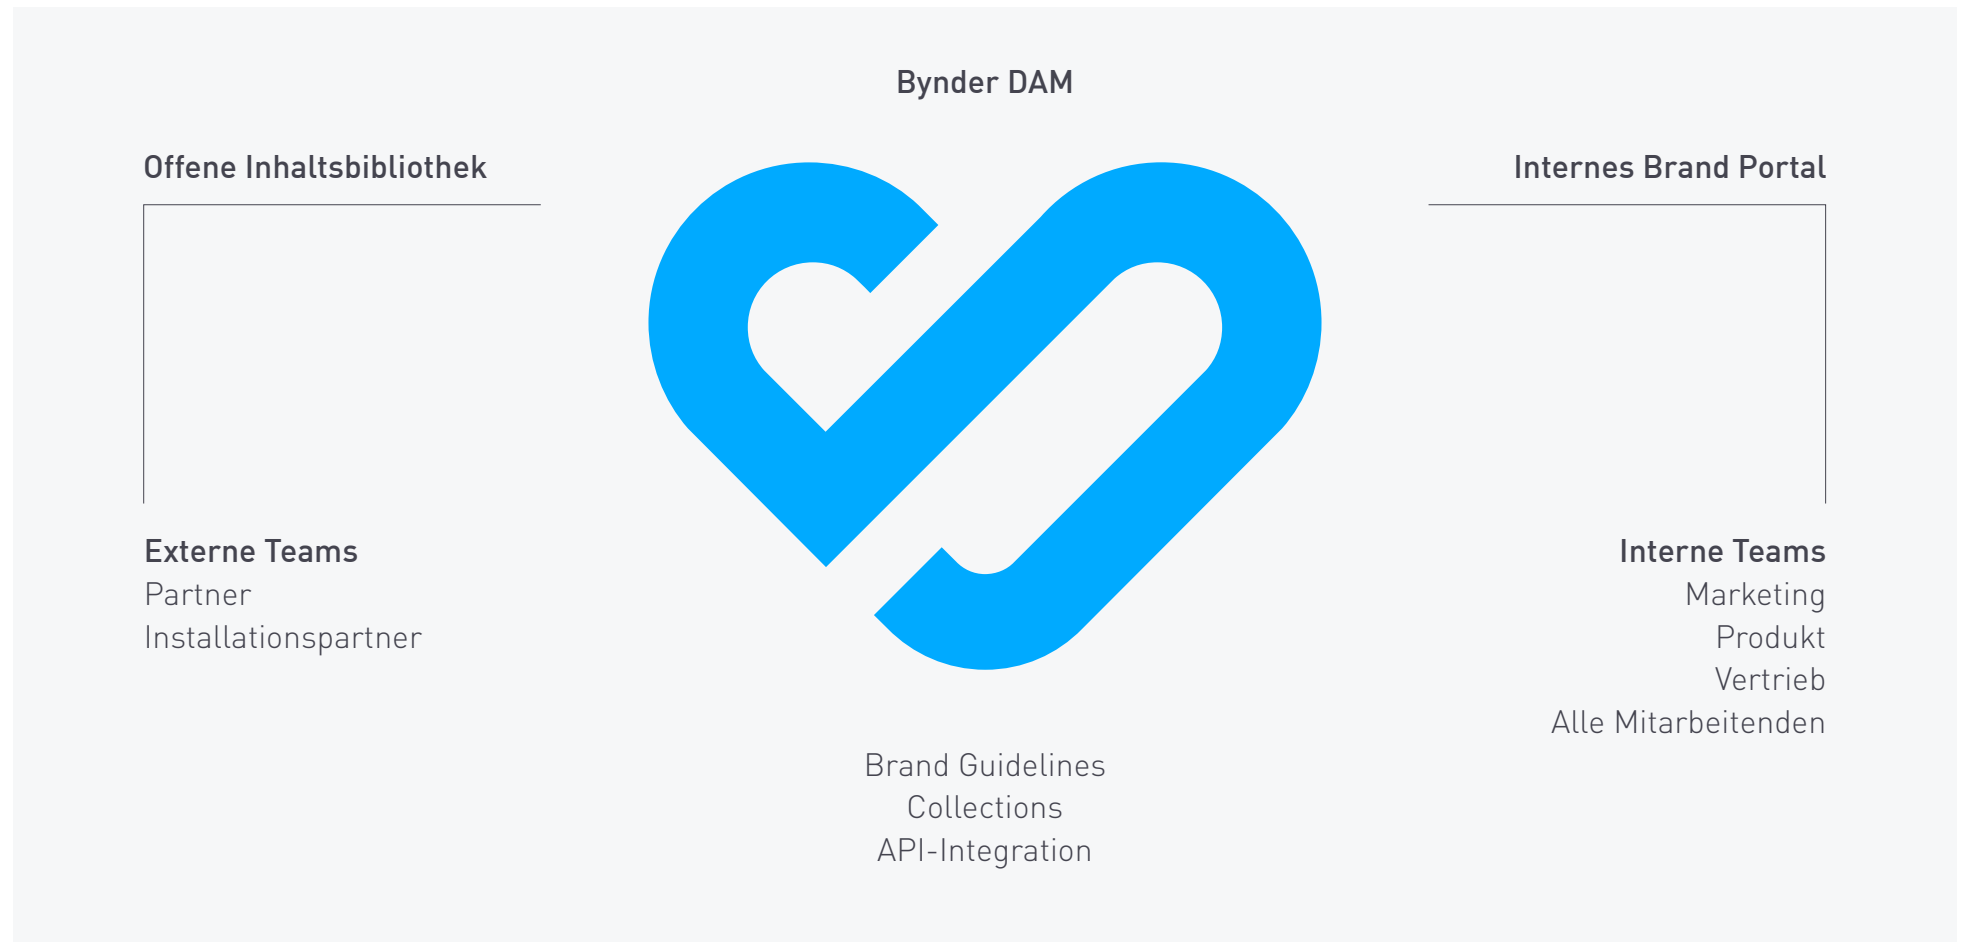 Bynder DAM
Offene Inhaltsbibliothek
Internes Brand Portal
Externe Teams
Partner
Installationspartner
Interne Teams
Marketing
Produkt
Vertrieb
Alle Mitarbeitenden
Brand Guidelines
Collections
API-Integration